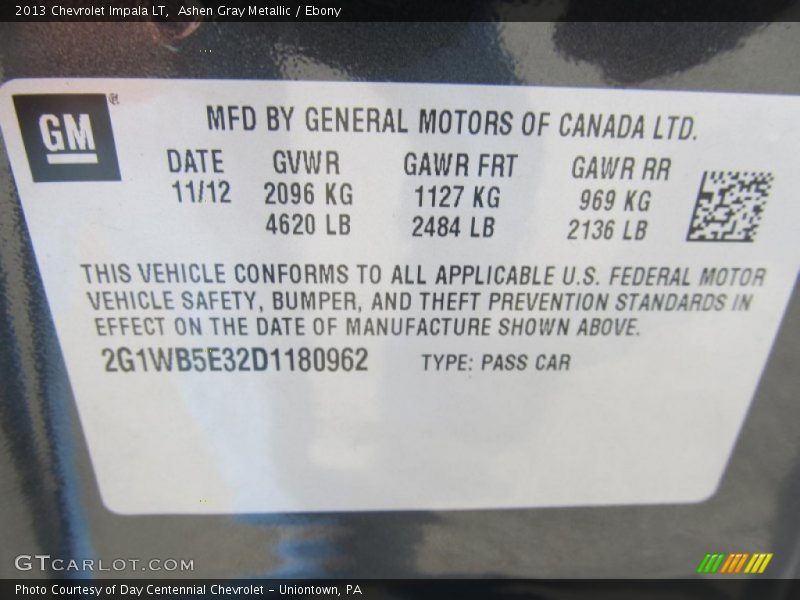 2013 Chevrolet Impala LT, Ashen Gray Metallic / Ebony
GM®
MFD BY GENERAL MOTORS OF CANADA LTD.
DATE GVWR GAWR FRT GAWR RR
11/12 2096 KG 1127 KG 969 KG
4620 LB 2484 LB 2136 LB
THIS VEHICLE CONFORMS TO ALL APPLICABLE U.S. FEDERAL MOTOR
VEHICLE SAFETY, BUMPER, AND THEFT PREVENTION STANDARDS IN
EFFECT ON THE DATE OF MANUFACTURE SHOWN ABOVE.
2G1WB5E32D1180962 TYPE: PASS CAR
GTCARLOT.COM
Photo Courtesy of Day Centennial Chevrolet - Uniontown, PA